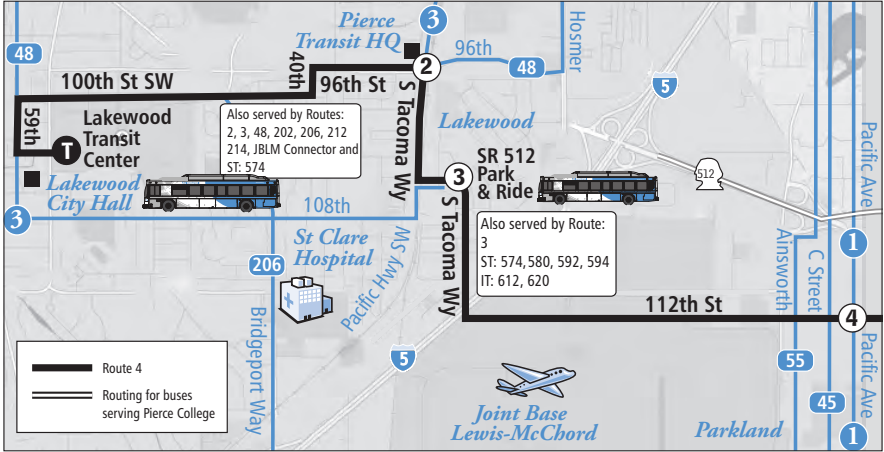 Pierce
Transit HQ
3
Hosmer
48
100th St SW
40th
96th St
2
96th
48
5
59th
T
Lakewood
Transit
Center
Also served by Routes:
2, 3, 48, 202, 206, 212
214, JBLM Connector and
ST: 574
S Tacoma Wy
Lakewood
Pacific Ave
Lakewood
City Hall
3
108th
3
SR 512
Park
& Ride
512
206
St Clare
Hospital
Pacific Hwy SW
S Tacoma Wy
Also served by Route:
3
ST: 574,580, 592, 594
IT: 612, 620
Ainsworth
C Street
1
112th St
4
Bridgeport Way
Route 4
Routing for buses
serving Pierce College
5
Joint Base
Lewis-McChord
Parkland
55
45
Pacific Ave
1